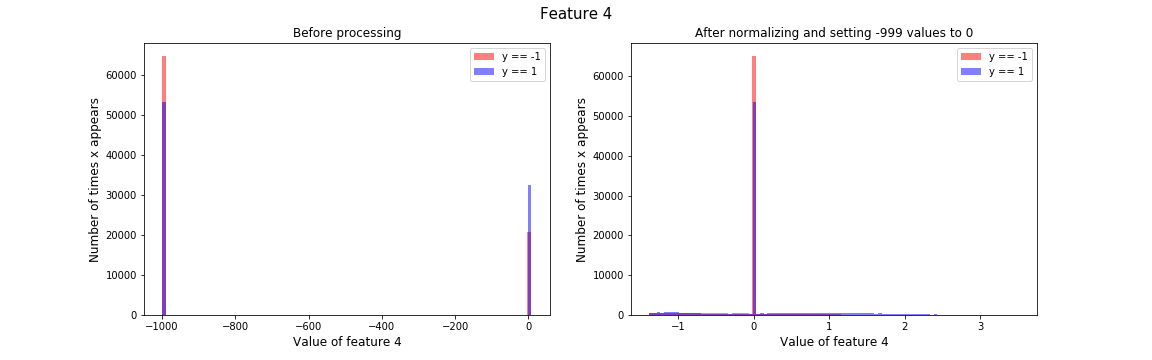 Feature 4
Before processing
y == -1
y == 1
60000
50000
40000
30000
20000
10000
0
Number of times x appears
−1000
−800
−600
−400
−200
0
Value of feature 4
After normalizing and setting -999 values to 0
y == -1
y == 1
60000
50000
40000
30000
20000
10000
0
Number of times x appears
−1
0
1
2
3
Value of feature 4